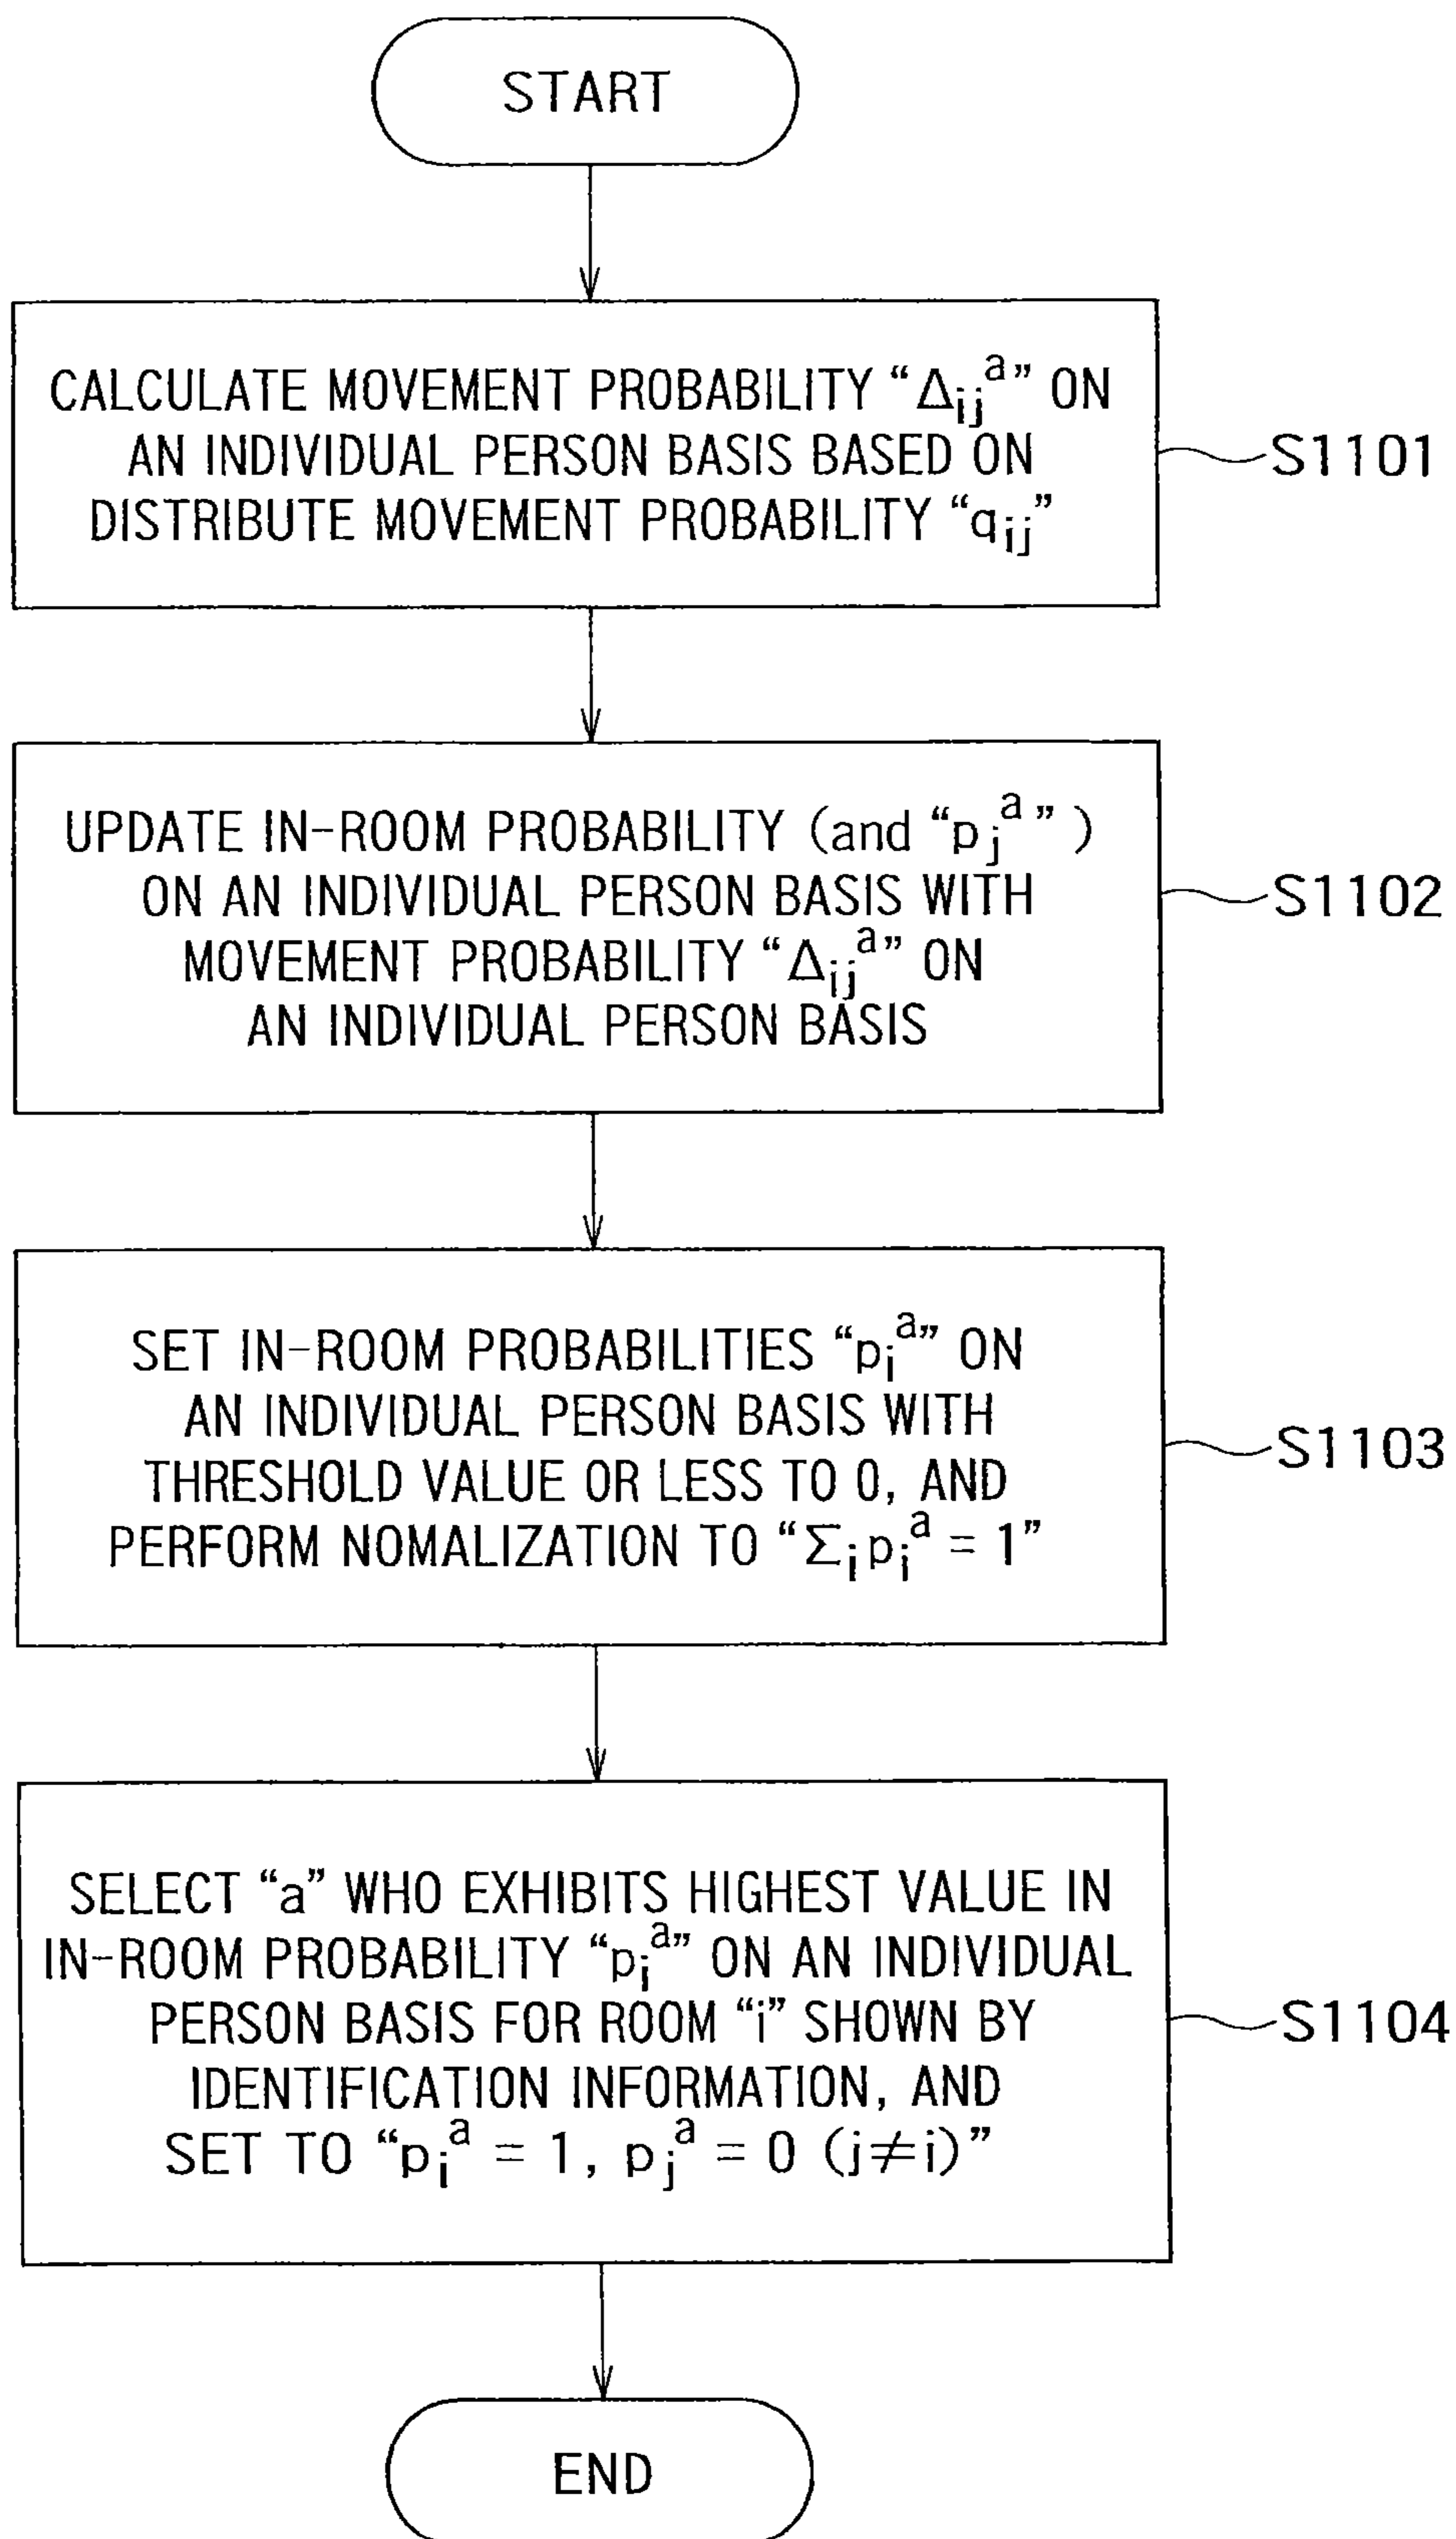 START
CALCULATE MOVEMENT PROBABILITY “Δᵢⱼᵃ” ON
AN INDIVIDUAL PERSON BASIS BASED ON
DISTRIBUTE MOVEMENT PROBABILITY “qᵢⱼ”
S1101
UPDATE IN-ROOM PROBABILITY (and “pⱼᵃ”)
ON AN INDIVIDUAL PERSON BASIS WITH
MOVEMENT PROBABILITY “Δᵢⱼᵃ” ON
AN INDIVIDUAL PERSON BASIS
S1102
SET IN-ROOM PROBABILITIES “pᵢᵃ” ON
AN INDIVIDUAL PERSON BASIS WITH
THRESHOLD VALUE OR LESS TO 0, AND
PERFORM NOMALIZATION TO “Σᵢ pᵢᵃ = 1”
S1103
SELECT “a” WHO EXHIBITS HIGHEST VALUE IN
IN-ROOM PROBABILITY “pᵢᵃ” ON AN INDIVIDUAL
PERSON BASIS FOR ROOM “i” SHOWN BY
IDENTIFICATION INFORMATION, AND
SET TO “pᵢᵃ = 1, pⱼᵃ = 0 (j≠i)”
S1104
END